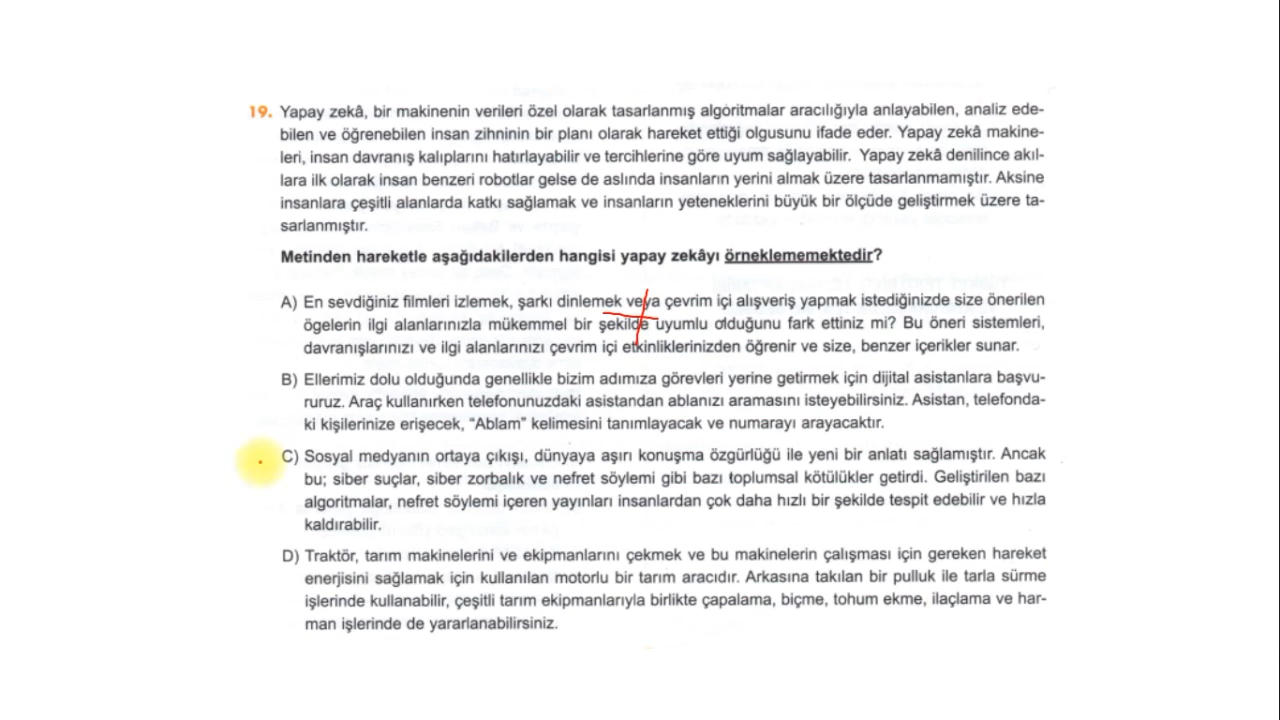 19. Yapay zekâ, bir makinenin verileri özel olarak tasarlanmış algoritmalar aracılığıyla anlayabilen, analiz ede-
bilen ve öğrenebilen insan zihninin bir planı olarak hareket ettiği olgusunu ifade eder. Yapay zekâ makine-
leri, insan davranış kalıplarını hatırlayabilir ve tercihlerine göre uyum sağlayabilir. Yapay zekâ denilince akıl-
lara ilk olarak insan benzeri robotlar gelse de aslında insanların yerini almak üzere tasarlanmamıştır. Aksine
insanlara çeşitli alanlarda katkı sağlamak ve insanların yeteneklerini büyük bir ölçüde geliştirmek üzere ta-
sarlanmıştır.
Metinden hareketle aşağıdakilerden hangisi yapay zekâyı örneklememektedir?
A) En sevdiğiniz filmleri izlemek, şarkı dinlemek veya çevrim içi alışveriş yapmak istediğinizde size önerilen
ögelerin ilgi alanlarınızla mükemmel bir şekilde uyumlu olduğunu fark ettiniz mi? Bu öneri sistemleri,
davranışlarınızı ve ilgi alanlarınızı çevrim içi etkinliklerinizden öğrenir ve size, benzer içerikler sunar.
B) Ellerimiz dolu olduğunda genellikle bizim adımıza görevleri yerine getirmek için dijital asistanlara başvu-
ruruz. Araç kullanırken telefonunuzdaki asistandan ablanızı aramasını isteyebilirsiniz. Asistan, telefonda-
ki kişilerinize erişecek, “Ablam” kelimesini tanımlayacak ve numarayı arayacaktır.
C) Sosyal medyanın ortaya çıkışı, dünyaya aşırı konuşma özgürlüğü ile yeni bir anlatı sağlamıştır. Ancak
bu; siber suçlar, siber zorbalık ve nefret söylemi gibi bazı toplumsal kötülükler getirdi. Geliştirilen bazı
algoritmalar, nefret söylemi içeren yayınları insanlardan çok daha hızlı bir şekilde tespit edebilir ve hızla
kaldırabilir.
D) Traktör, tarım makinelerini ve ekipmanlarını çekmek ve bu makinelerin çalışması için gereken hareket
enerjisini sağlamak için kullanılan motorlu bir tarım aracıdır. Arkasına takılan bir pulluk ile tarla sürme
işlerinde kullanabilir, çeşitli tarım ekipmanlarıyla birlikte çapalama, biçme, tohum ekme, ilaçlama ve har-
man işlerinde de yararlanabilirsiniz.